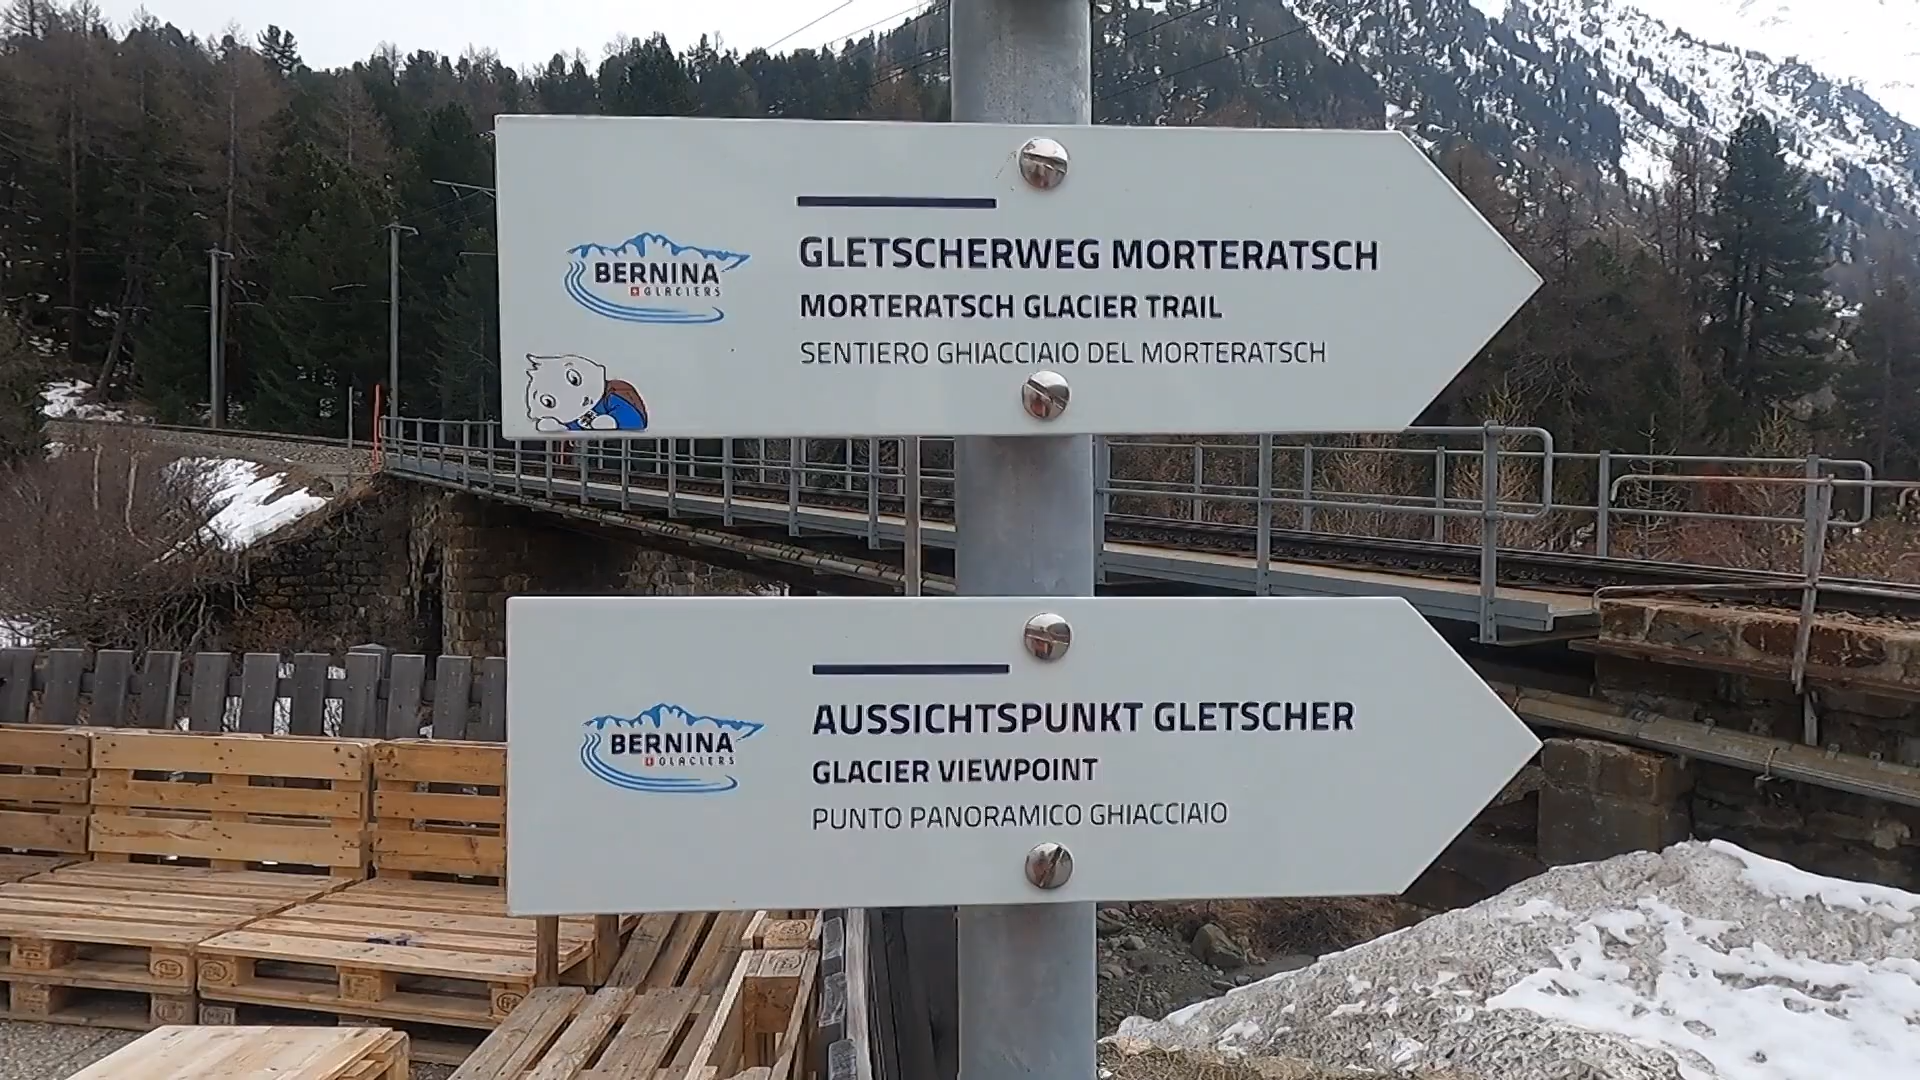 BERNINA
GLACIERS
GLETSCHERWEG MORTERATSCH
MORTERATSCH GLACIER TRAIL
SENTIERO GHIACCIAIO DEL MORTERATSCH
BERNINA
GLACIERS
AUSSICHTSPUNKT GLETSCHER
GLACIER VIEWPOINT
PUNTO PANORAMICO GHIACCIAIO